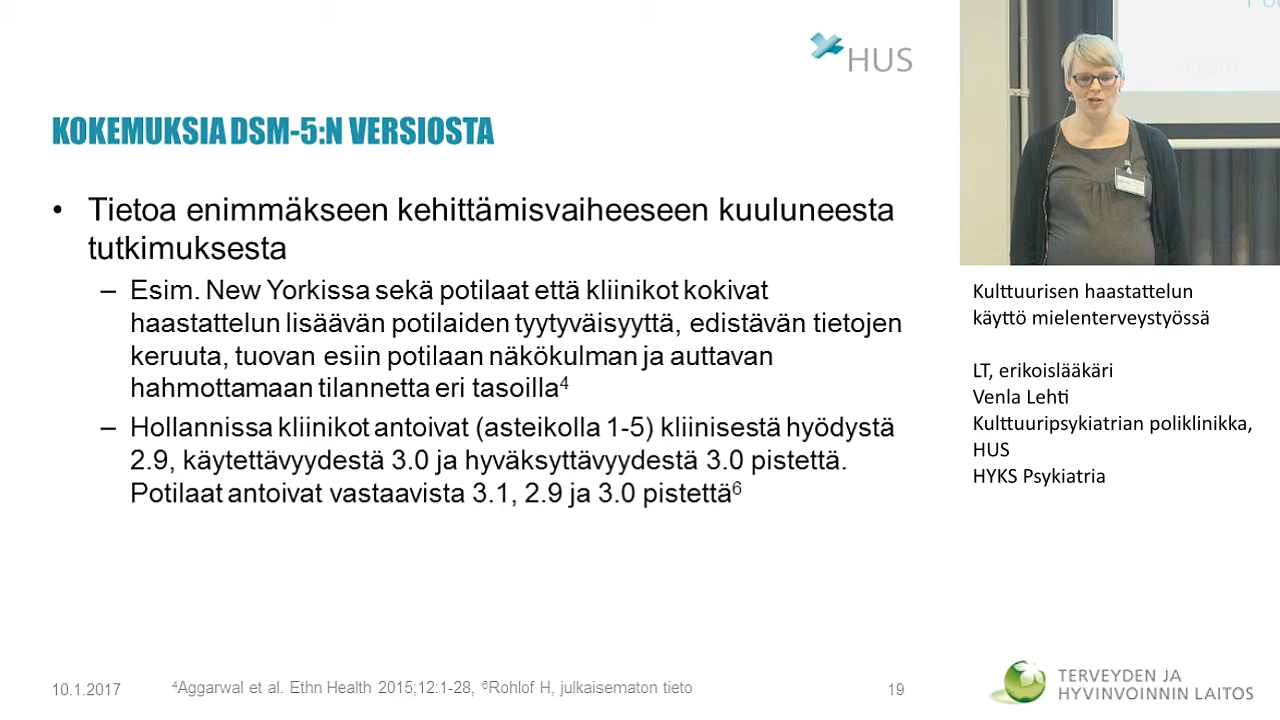 HUS
KOKEMUKSIA DSM-5:N VERSIOSTA
• Tietoa enimmäkseen kehittämisvaiheeseen kuuluneesta
tutkimuksesta
– Esim. New Yorkissa sekä potilaat että kliinikot kokivat
haastattelun lisäävän potilaiden tyytyväisyyttä, edistävän tietojen
keruuta, tuovan esiin potilaan näkökulman ja auttavan
hahmottamaan tilannetta eri tasoilla⁴
– Hollannissa kliinikot antoivat (asteikolla 1-5) kliinisestä hyödystä
2.9, käytettävyydestä 3.0 ja hyväksyttävyydestä 3.0 pistettä.
Potilaat antoivat vastaavista 3.1, 2.9 ja 3.0 pistettä⁶
10.1.2017
⁴Aggarwal et al. Ethn Health 2015;12:1-28, ⁶Rohlof H, julkaisematon tieto
19
Kulttuurisen haastattelun
käyttö mielenterveystyössä
LT, erikoislääkäri
Venla Lehti
Kulttuuripsykiatrian poliklinikka,
HUS
HYKS Psykiatria
TERVEYDEN JA
HYVINVOINNIN LAITOS